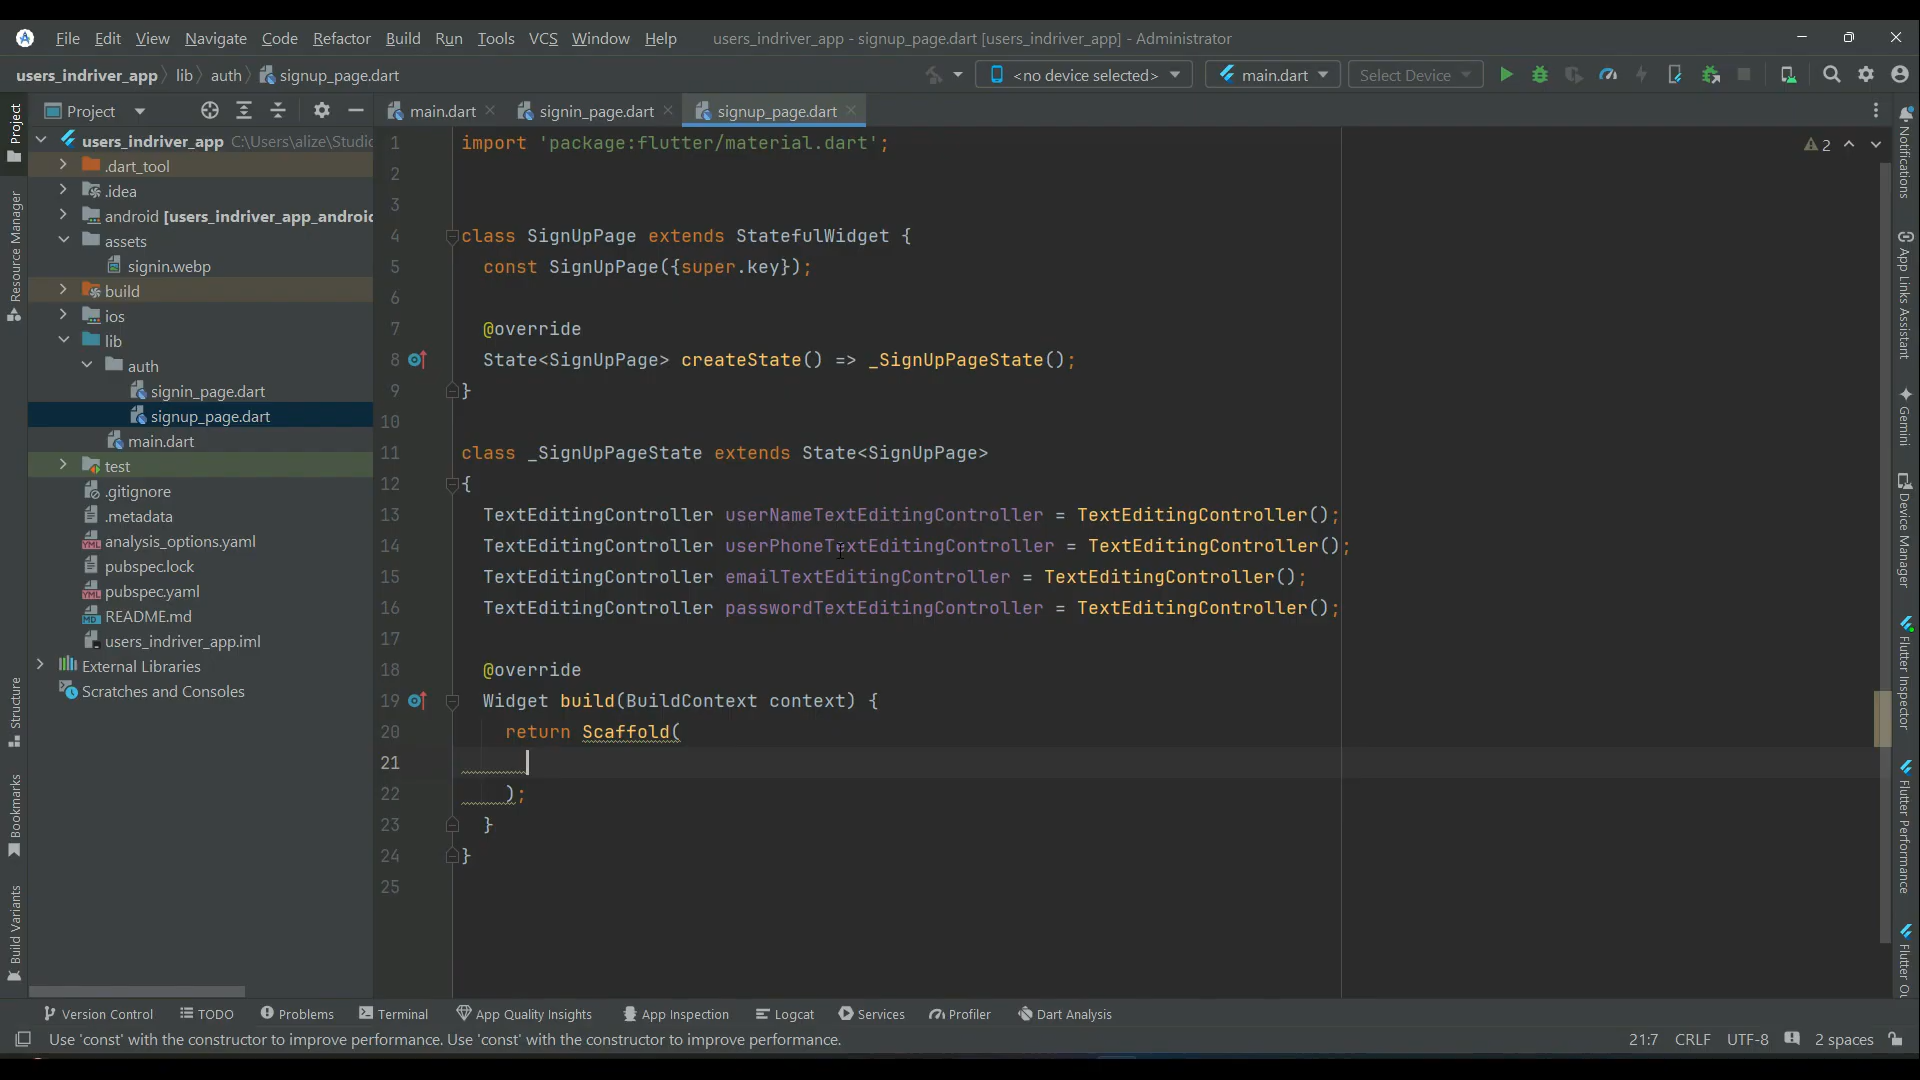 File Edit View Navigate Code Refactor Build Run Tools VCS Window Help users_indriver_app - signup_page.dart [users_indriver_app] - Administrator
users_indriver_app lib auth signup_page.dart <no device selected> main.dart Select Device
Project main.dart signin_page.dart signup_page.dart
users_indriver_app C:\Users\alize\Studic
.dart_tool
.idea
android [users_indriver_app_android
assets
signin.webp
build
ios
lib
auth
signin_page.dart
signup_page.dart
main.dart
test
.gitignore
.metadata
analysis_options.yaml
pubspec.lock
pubspec.yaml
README.md
users_indriver_app.iml
External Libraries
Scratches and Consoles
1 import 'package:flutter/material.dart';
2
3
4 class SignUpPage extends StatefulWidget {
5 const SignUpPage({super.key});
6
7 @override
8 State<SignUpPage> createState() => _SignUpPageState();
9 }
10
11 class _SignUpPageState extends State<SignUpPage>
12 {
13 TextEditingController userNameTextEditingController = TextEditingController();
14 TextEditingController userPhoneTextEditingController = TextEditingController();
15 TextEditingController emailTextEditingController = TextEditingController();
16 TextEditingController passwordTextEditingController = TextEditingController();
17
18 @override
19 Widget build(BuildContext context) {
20 return Scaffold(
21
22 );
23 }
24 }
25
2
Project
Resource Manager
Structure
Bookmarks
Build Variants
Notifications
App Links Assistant
Gemini
Device Manager
Flutter Inspector
Flutter Performance
Flutter Ou
Version Control TODO Problems Terminal App Quality Insights App Inspection Logcat Services Profiler Dart Analysis
Use 'const' with the constructor to improve performance. Use 'const' with the constructor to improve performance. 21:7 CRLF UTF-8 2 spaces